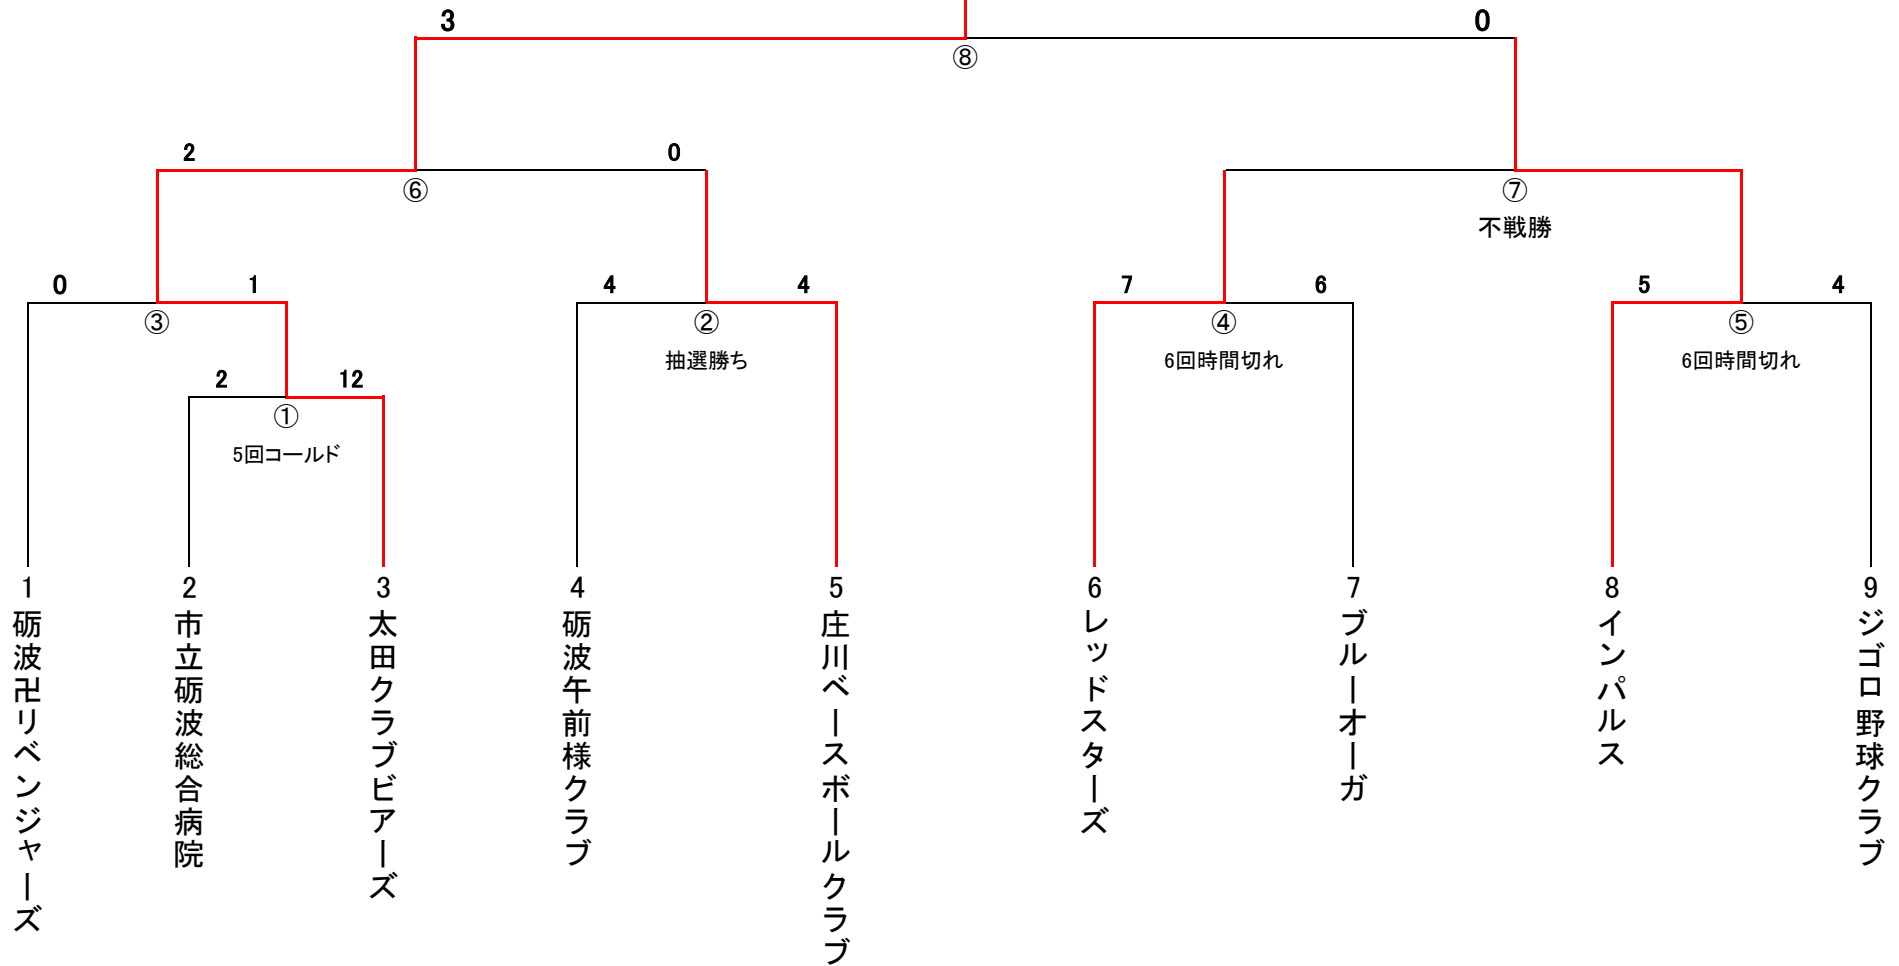 3 0
⑧
2 0
⑥ ⑦
不戦勝
0 1 4 4 7 6 5 4
③ ② ④ ⑤
抽選勝ち 6回時間切れ 6回時間切れ
2 12
①
5回コールド
1 2 3 4 5 6 7 8 9
砺波卍リベンジャーズ
市立砺波総合病院
太田クラブビアーズ
砺波午前様クラブ
庄川ベースボールクラブ
レッドスターズ
ブルーオーガ
インパルス
ジゴロ野球クラブ